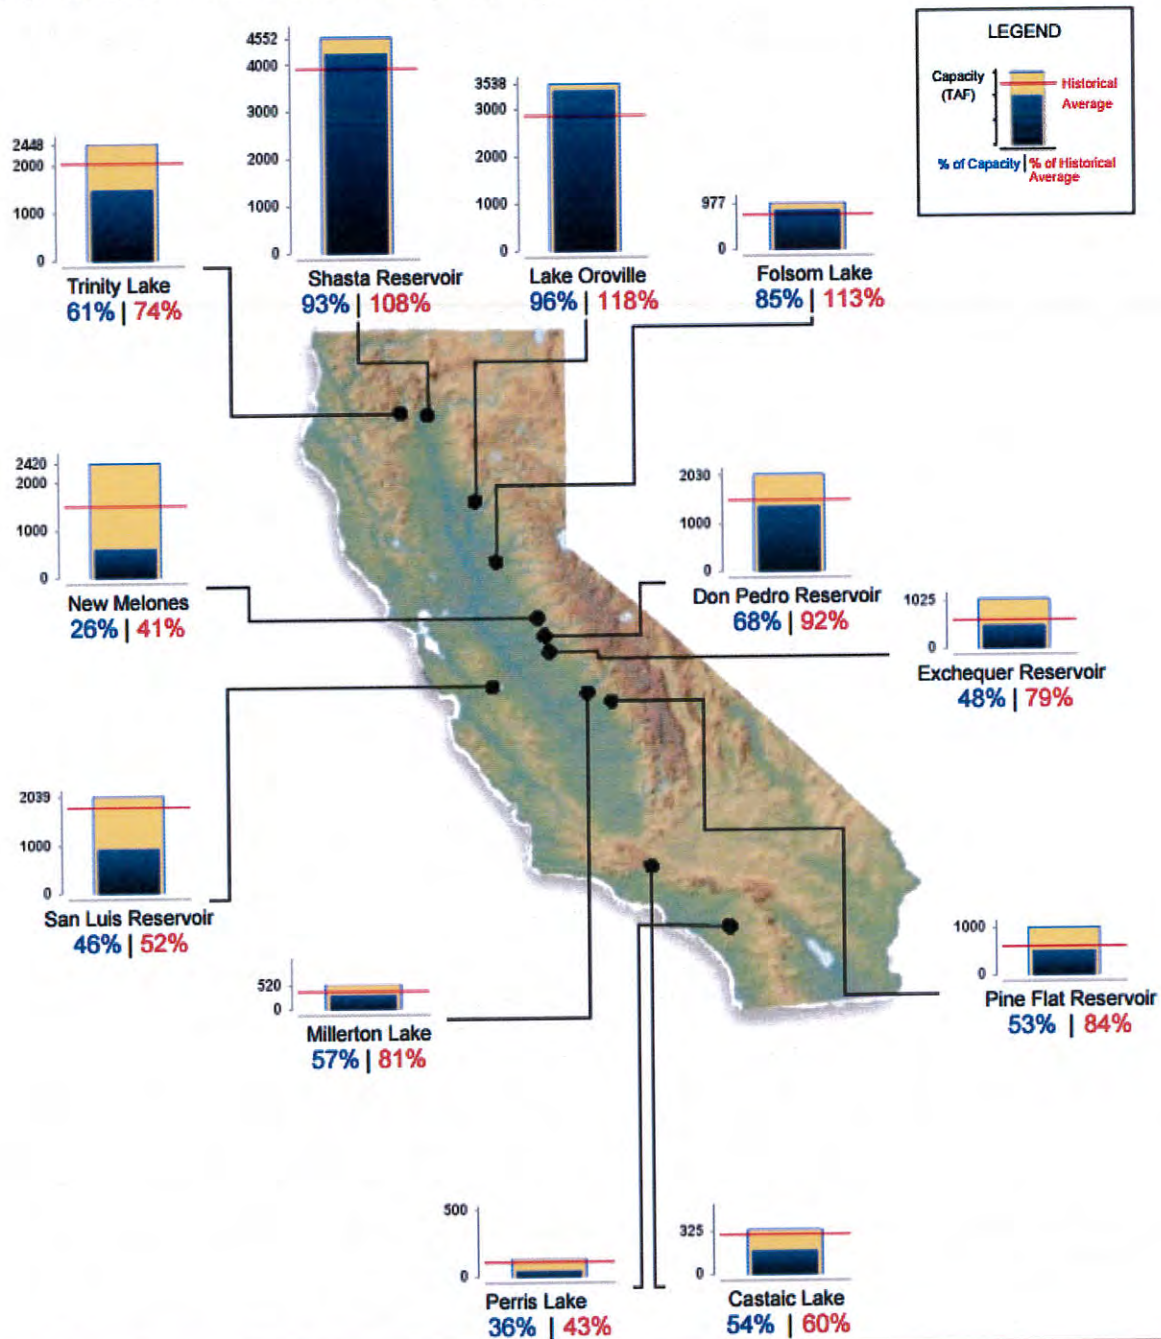 LEGEND
Capacity
(TAF)
Historical
Average
% of Capacity | % of Historical
Average
4552
4000
3000
2000
1000
0
Shasta Reservoir
93% | 108%
3538
3000
2000
1000
0
Lake Oroville
96% | 118%
2448
2000
1000
0
Trinity Lake
61% | 74%
977
0
Folsom Lake
85% | 113%
2420
2000
1000
0
New Melones
26% | 41%
2030
1000
0
Don Pedro Reservoir
68% | 92%
1025
0
Exchequer Reservoir
48% | 79%
2039
1000
0
San Luis Reservoir
46% | 52%
520
0
Millerton Lake
57% | 81%
1000
0
Pine Flat Reservoir
53% | 84%
500
0
Perris Lake
36% | 43%
325
0
Castaic Lake
54% | 60%